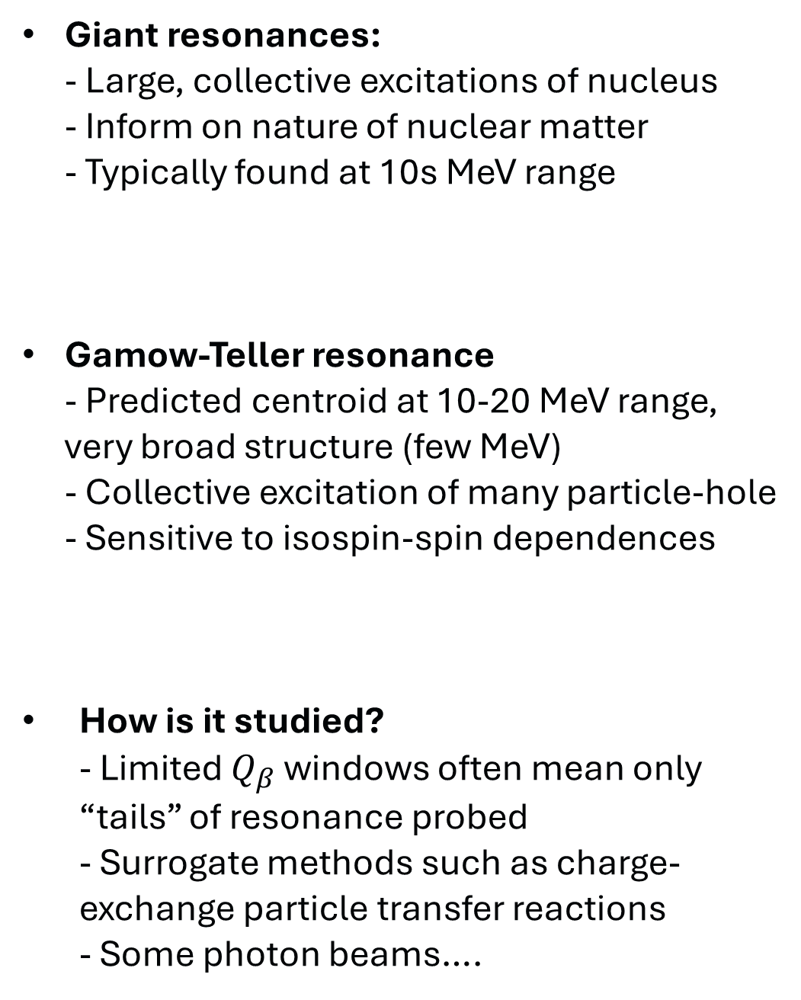 • Giant resonances:
- Large, collective excitations of nucleus
- Inform on nature of nuclear matter
- Typically found at 10s MeV range
• Gamow-Teller resonance
- Predicted centroid at 10-20 MeV range,
very broad structure (few MeV)
- Collective excitation of many particle-hole
- Sensitive to isospin-spin dependences
• How is it studied?
- Limited 𝑄𝛽 windows often mean only
“tails” of resonance probed
- Surrogate methods such as charge-
exchange particle transfer reactions
- Some photon beams....